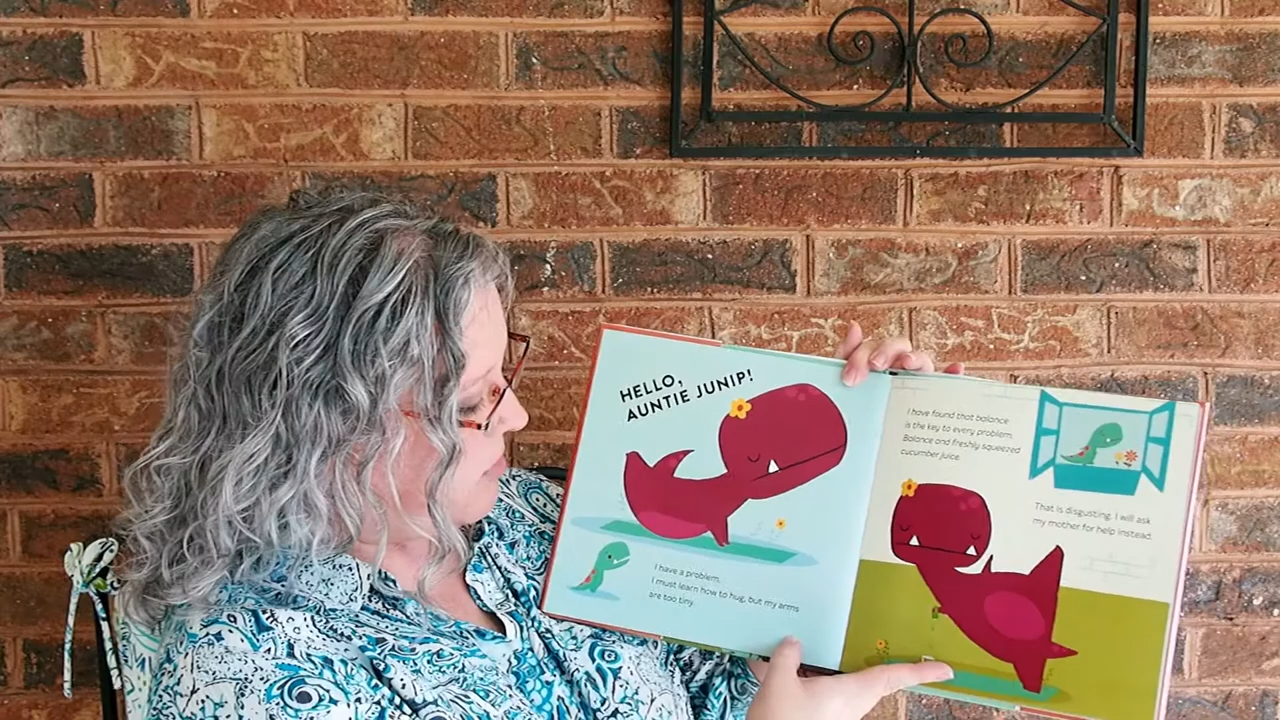 HELLO,
AUNTIE JUNIP!
I have a problem.
I must learn how to hug, but my arms
are too tiny.
I have found that balance
is the key to every problem.
Balance and freshly squeezed
cucumber juice.
That is disgusting. I will ask
my mother for help instead.